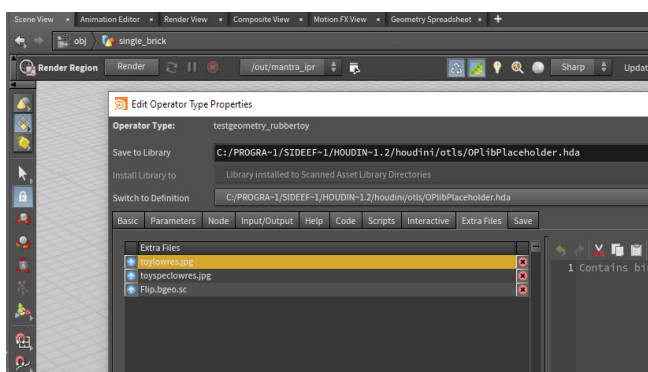 Scene View × Animation Editor × Render View × Composite View × Motion FX View × Geometry Spreadsheet × +
obj single_brick
Render Region Render /out/mantra_ipr Sharp
Edit Operator Type Properties
Operator Type: testgeometry_rubbertoy
Save to Library C:/PROGRA~1/SIDEEF~1/HOUDIN~1.2/houdini/otls/OPlibPlaceholder.hda
Install Library to Library installed to Scanned Asset Library Directories
Switch to Definition C:/PROGRA~1/SIDEEF~1/HOUDIN~1.2/houdini/otls/OPlibPlaceholder.hda
Basic Parameters Node Input/Output Help Code Scripts Interactive Extra Files Save
Extra Files
toylowres.jpg
1 Contains
toyspeclowres.jpg
Flip.bgeo.sc